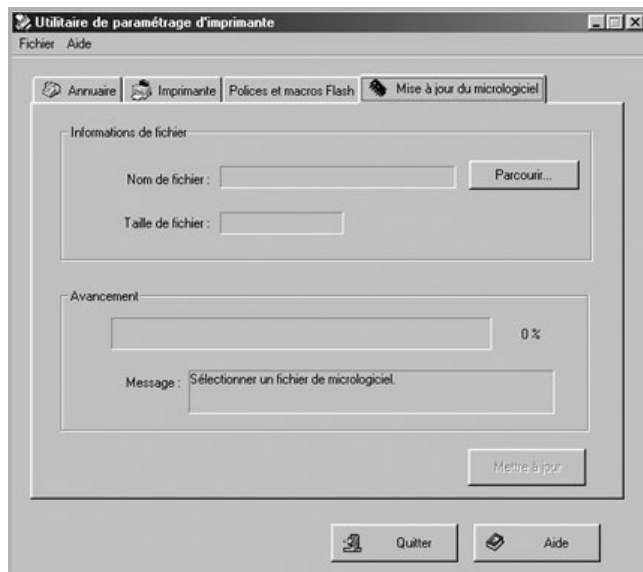 Utilitaire de paramétrage d'imprimante
Fichier Aide
Annuaire Imprimante Polices et macros Flash Mise à jour du micrologiciel
Informations de fichier
Nom de fichier : Parcourir...
Taille de fichier :
Avancement
0 %
Message : Sélectionner un fichier de micrologiciel.
Mettre à jour
Quitter Aide